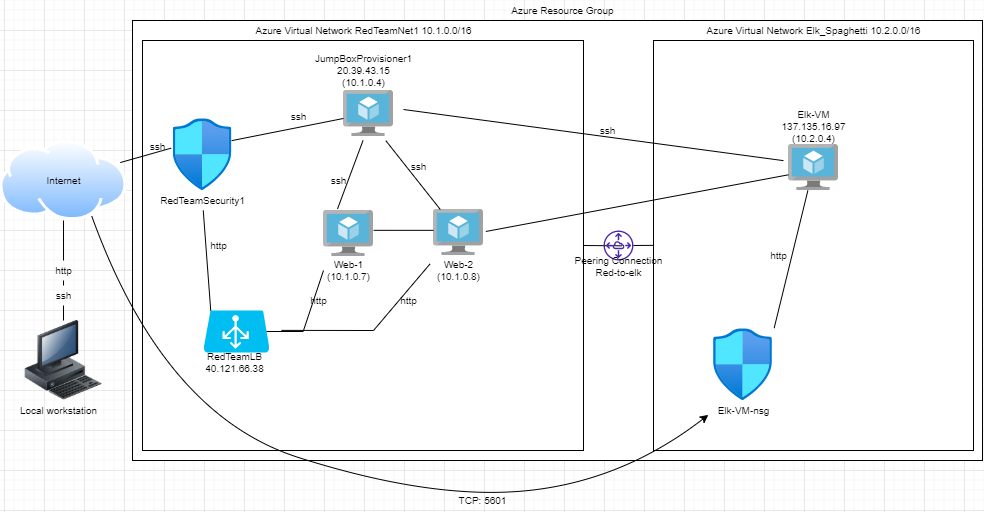 Azure Resource Group
Azure Virtual Network RedTeamNet1 10.1.0.0/16
Azure Virtual Network Elk_Spaghetti 10.2.0.0/16
JumpBoxProvisioner1
20.39.43.15
(10.1.0.4)
Elk-VM
137.135.16.97
(10.2.0.4)
ssh
ssh
ssh
ssh
ssh
Internet
RedTeamSecurity1
http
Web-1
(10.1.0.7)
Web-2
(10.1.0.8)
Peering Connection
Red-to-elk
http
http
ssh
http
http
RedTeamLB
40.121.66.38
Local workstation
Elk-VM-nsg
TCP: 5601